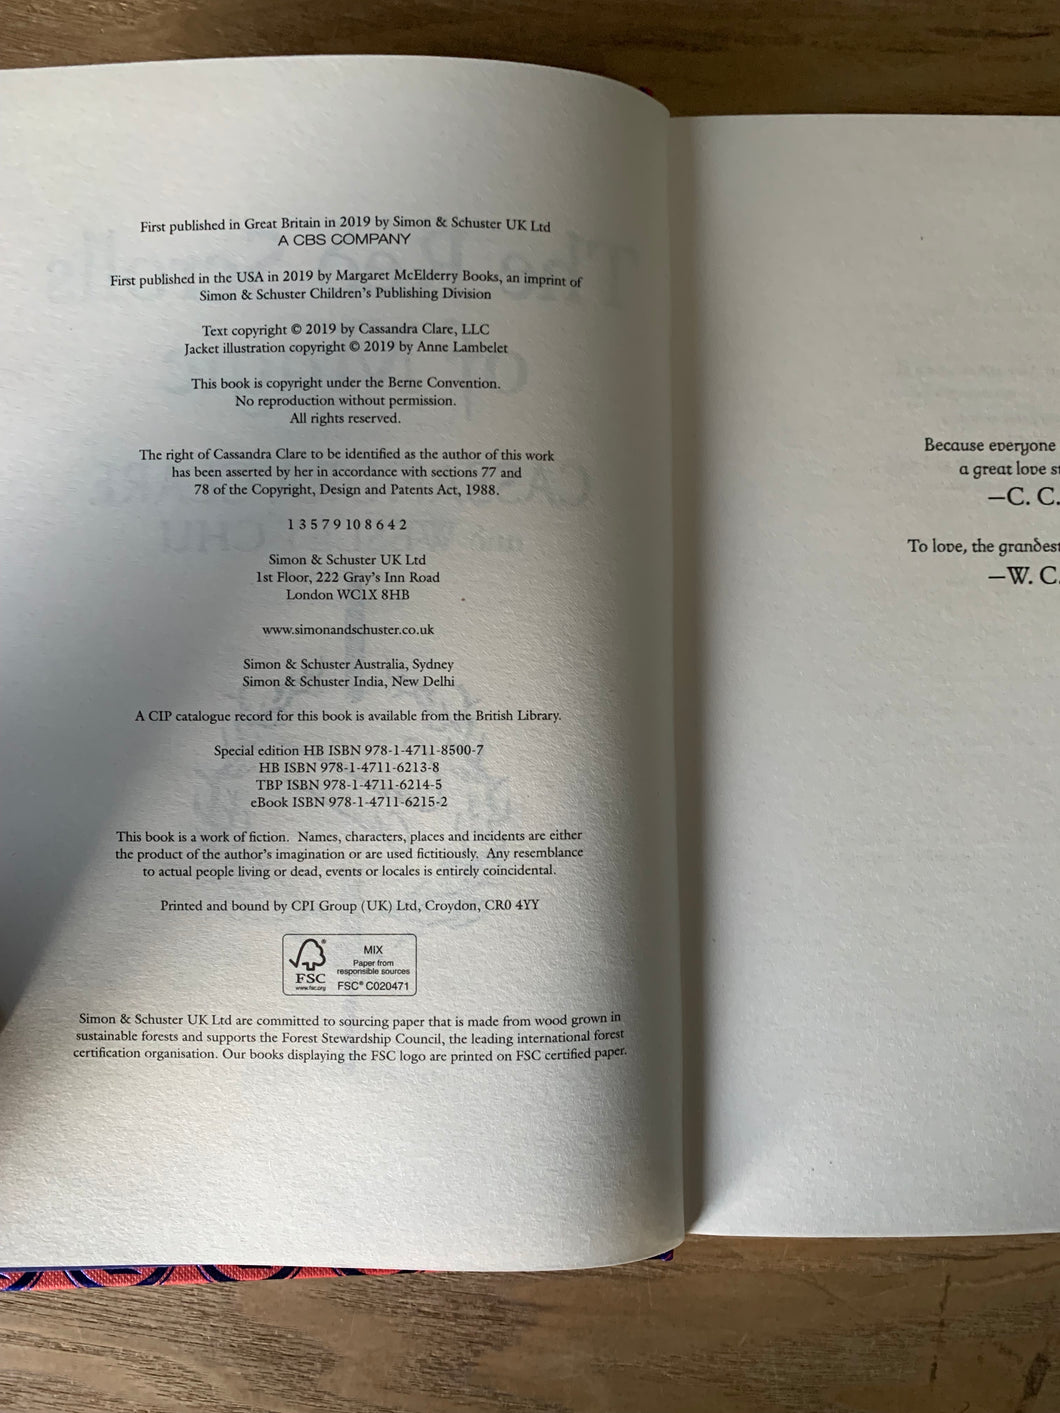 First published in Great Britain in 2019 by Simon & Schuster UK Ltd
A CBS COMPANY
First published in the USA in 2019 by Margaret McElderry Books, an imprint of
Simon & Schuster Children's Publishing Division
Text copyright © 2019 by Cassandra Clare, LLC
Jacket illustration copyright © 2019 by Anne Lambelet
This book is copyright under the Berne Convention.
No reproduction without permission.
All rights reserved.
The right of Cassandra Clare to be identified as the author of this work
has been asserted by her in accordance with sections 77 and
78 of the Copyright, Design and Patents Act, 1988.
1 3 5 7 9 10 8 6 4 2
Simon & Schuster UK Ltd
1st Floor, 222 Gray's Inn Road
London WC1X 8HB
www.simonandschuster.co.uk
Simon & Schuster Australia, Sydney
Simon & Schuster India, New Delhi
A CIP catalogue record for this book is available from the British Library.
Special edition HB ISBN 978-1-4711-8500-7
HB ISBN 978-1-4711-6213-8
TBP ISBN 978-1-4711-6214-5
eBook ISBN 978-1-4711-6215-2
This book is a work of fiction. Names, characters, places and incidents are either
the product of the author's imagination or are used fictitiously. Any resemblance
to actual people living or dead, events or locales is entirely coincidental.
Printed and bound by CPI Group (UK) Ltd, Croydon, CR0 4YY
FSC
www.fsc.org
MIX
Paper from
responsible sources
FSC® C020471
Simon & Schuster UK Ltd are committed to sourcing paper that is made from wood grown in
sustainable forests and supports the Forest Stewardship Council, the leading international forest
certification organisation. Our books displaying the FSC logo are printed on FSC certified paper.
Because everyone
a great love
—C. C.
To love, the grandest
—W. C.